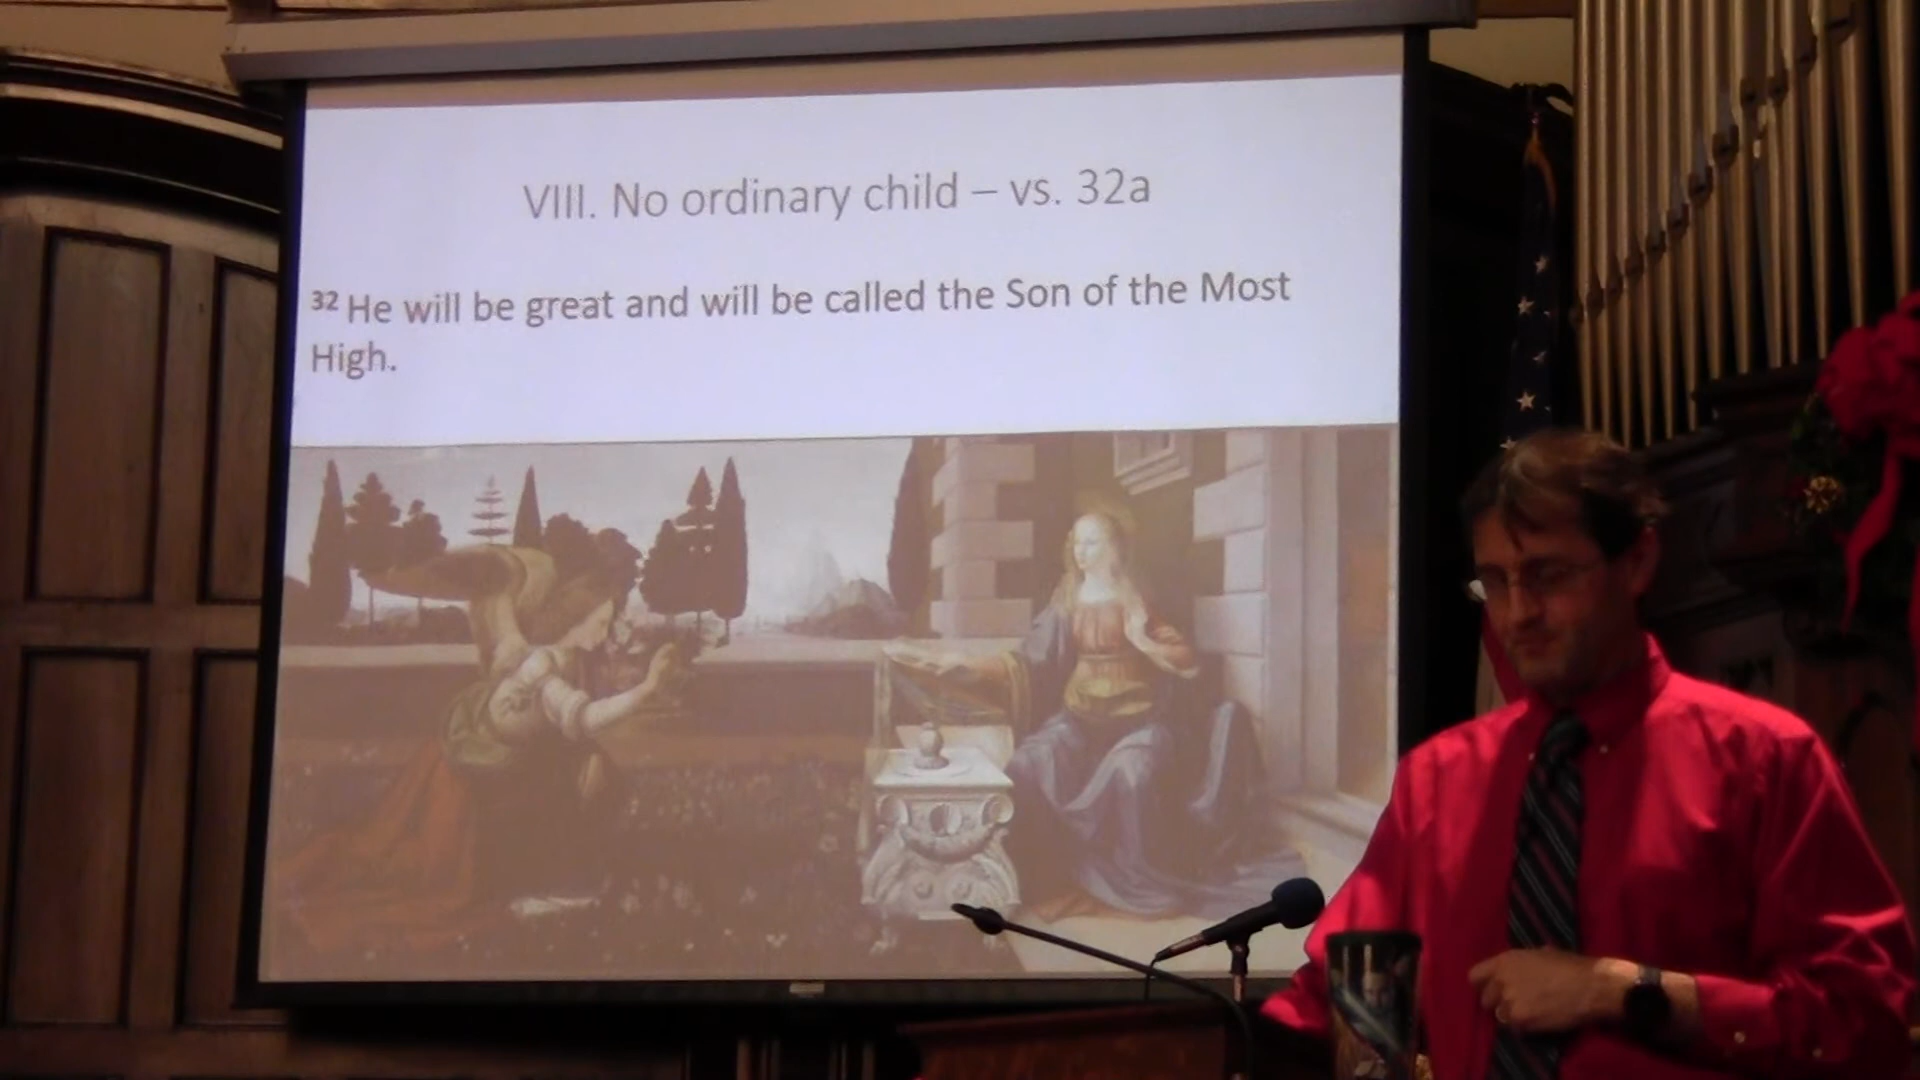 VIII. No ordinary child – vs. 32a
32 He will be great and will be called the Son of the Most
High.